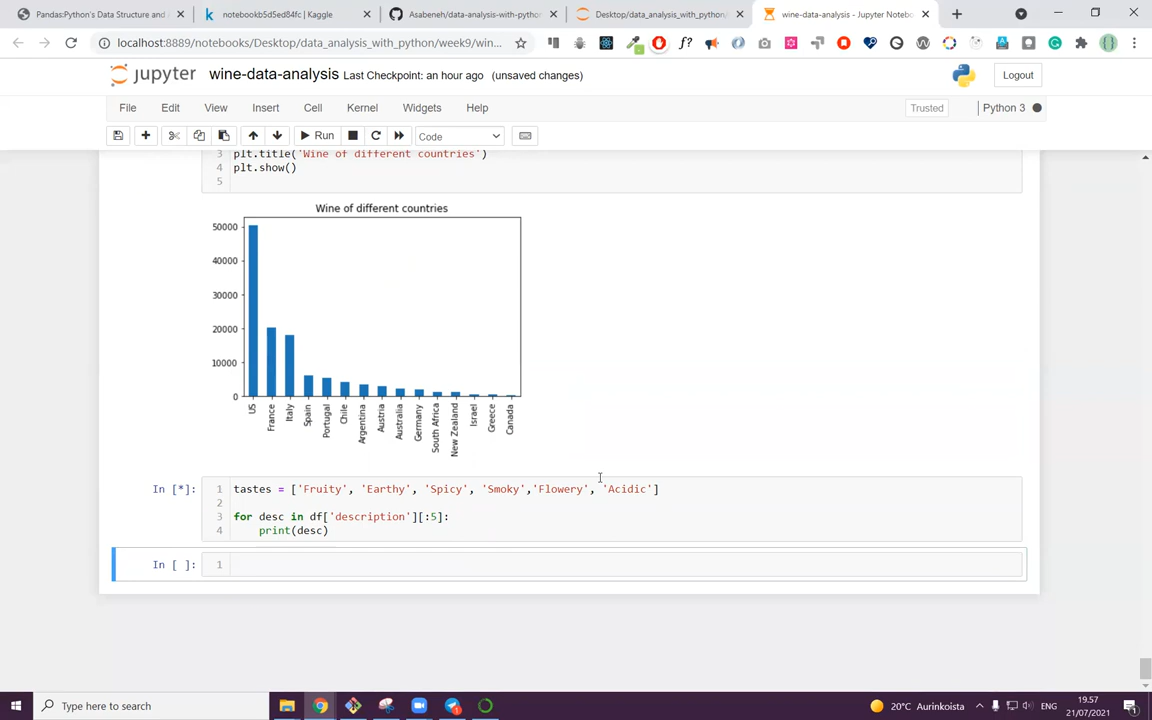 Pandas:Python's Data Structure and
notebookb5d5ed84fc | Kaggle
Asabeneh/data-analysis-with-python
Desktop/data_analysis_with_python/
wine-data-analysis - Jupyter Notebo
localhost:8889/notebooks/Desktop/data_analysis_with_python/week9/win...
jupyter wine-data-analysis Last Checkpoint: an hour ago (unsaved changes)
Logout
File Edit View Insert Cell Kernel Widgets Help
Trusted
Python 3
Run
Code
3 plt.title('Wine of different countries')
4 plt.show()
5
Wine of different countries
50000
40000
30000
20000
10000
0
US
France
Italy
Spain
Portugal
Chile
Argentina
Austria
Australia
Germany
South Africa
New Zealand
Israel
Greece
Canada
In [*]: 1 tastes = ['Fruity', 'Earthy', 'Spicy', 'Smoky','Flowery', 'Acidic']
2
3 for desc in df['description'][:5]:
4 print(desc)
In [ ]: 1
Type here to search
20°C Aurinkoista
ENG
19.57
21/07/2021